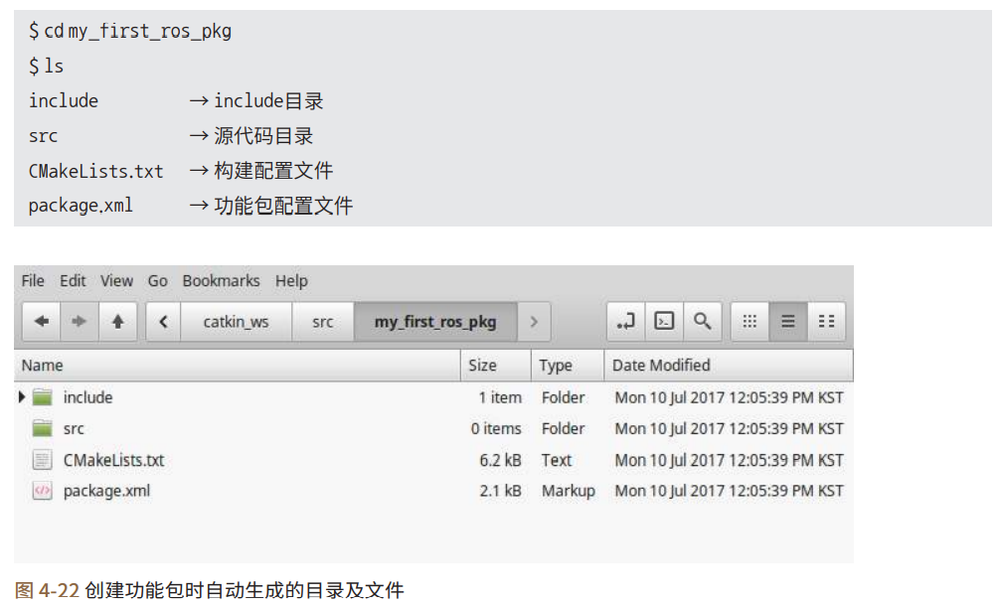 $ cd my_first_ros_pkg
$ ls
include → include目录
src → 源代码目录
CMakeLists.txt → 构建配置文件
package.xml → 功能包配置文件
File Edit View Go Bookmarks Help
catkin_ws src my_first_ros_pkg
Name Size Type Date Modified
include 1 item Folder Mon 10 Jul 2017 12:05:39 PM KST
src 0 items Folder Mon 10 Jul 2017 12:05:39 PM KST
CMakeLists.txt 6.2 kB Text Mon 10 Jul 2017 12:05:39 PM KST
package.xml 2.1 kB Markup Mon 10 Jul 2017 12:05:39 PM KST
图 4-22 创建功能包时自动生成的目录及文件